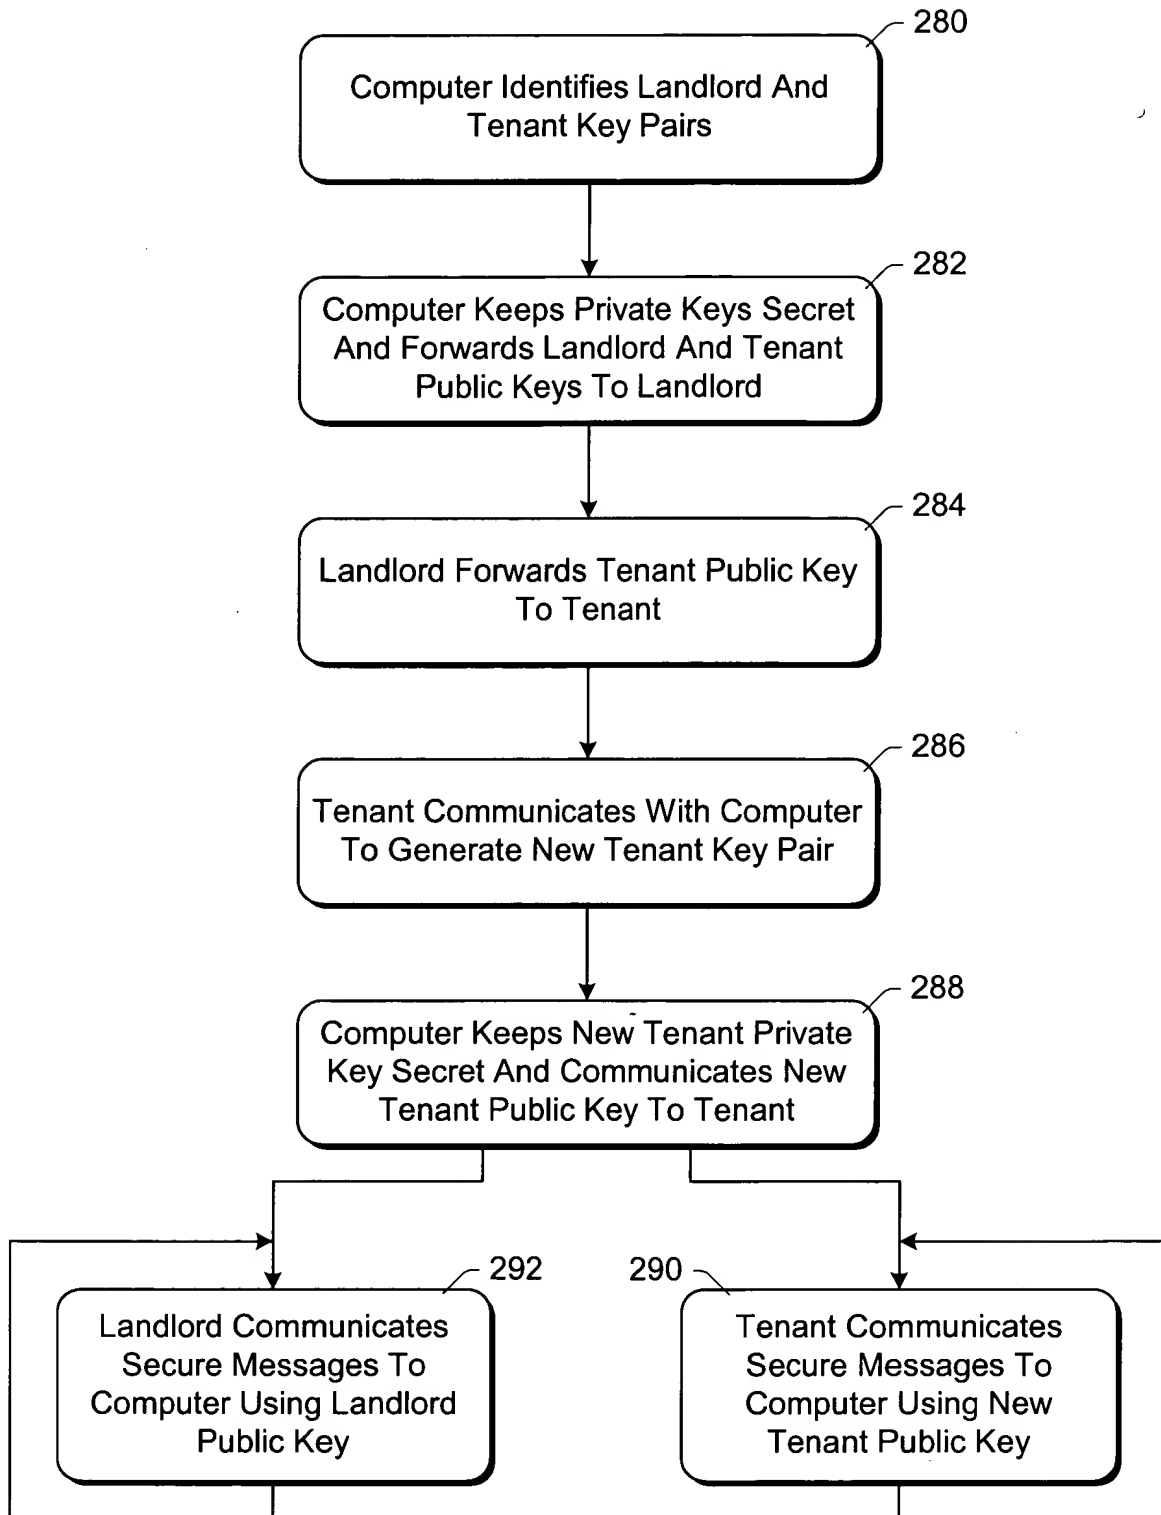 280
Computer Identifies Landlord And
Tenant Key Pairs
282
Computer Keeps Private Keys Secret
And Forwards Landlord And Tenant
Public Keys To Landlord
284
Landlord Forwards Tenant Public Key
To Tenant
286
Tenant Communicates With Computer
To Generate New Tenant Key Pair
288
Computer Keeps New Tenant Private
Key Secret And Communicates New
Tenant Public Key To Tenant
292
Landlord Communicates
Secure Messages To
Computer Using Landlord
Public Key
290
Tenant Communicates
Secure Messages To
Computer Using New
Tenant Public Key